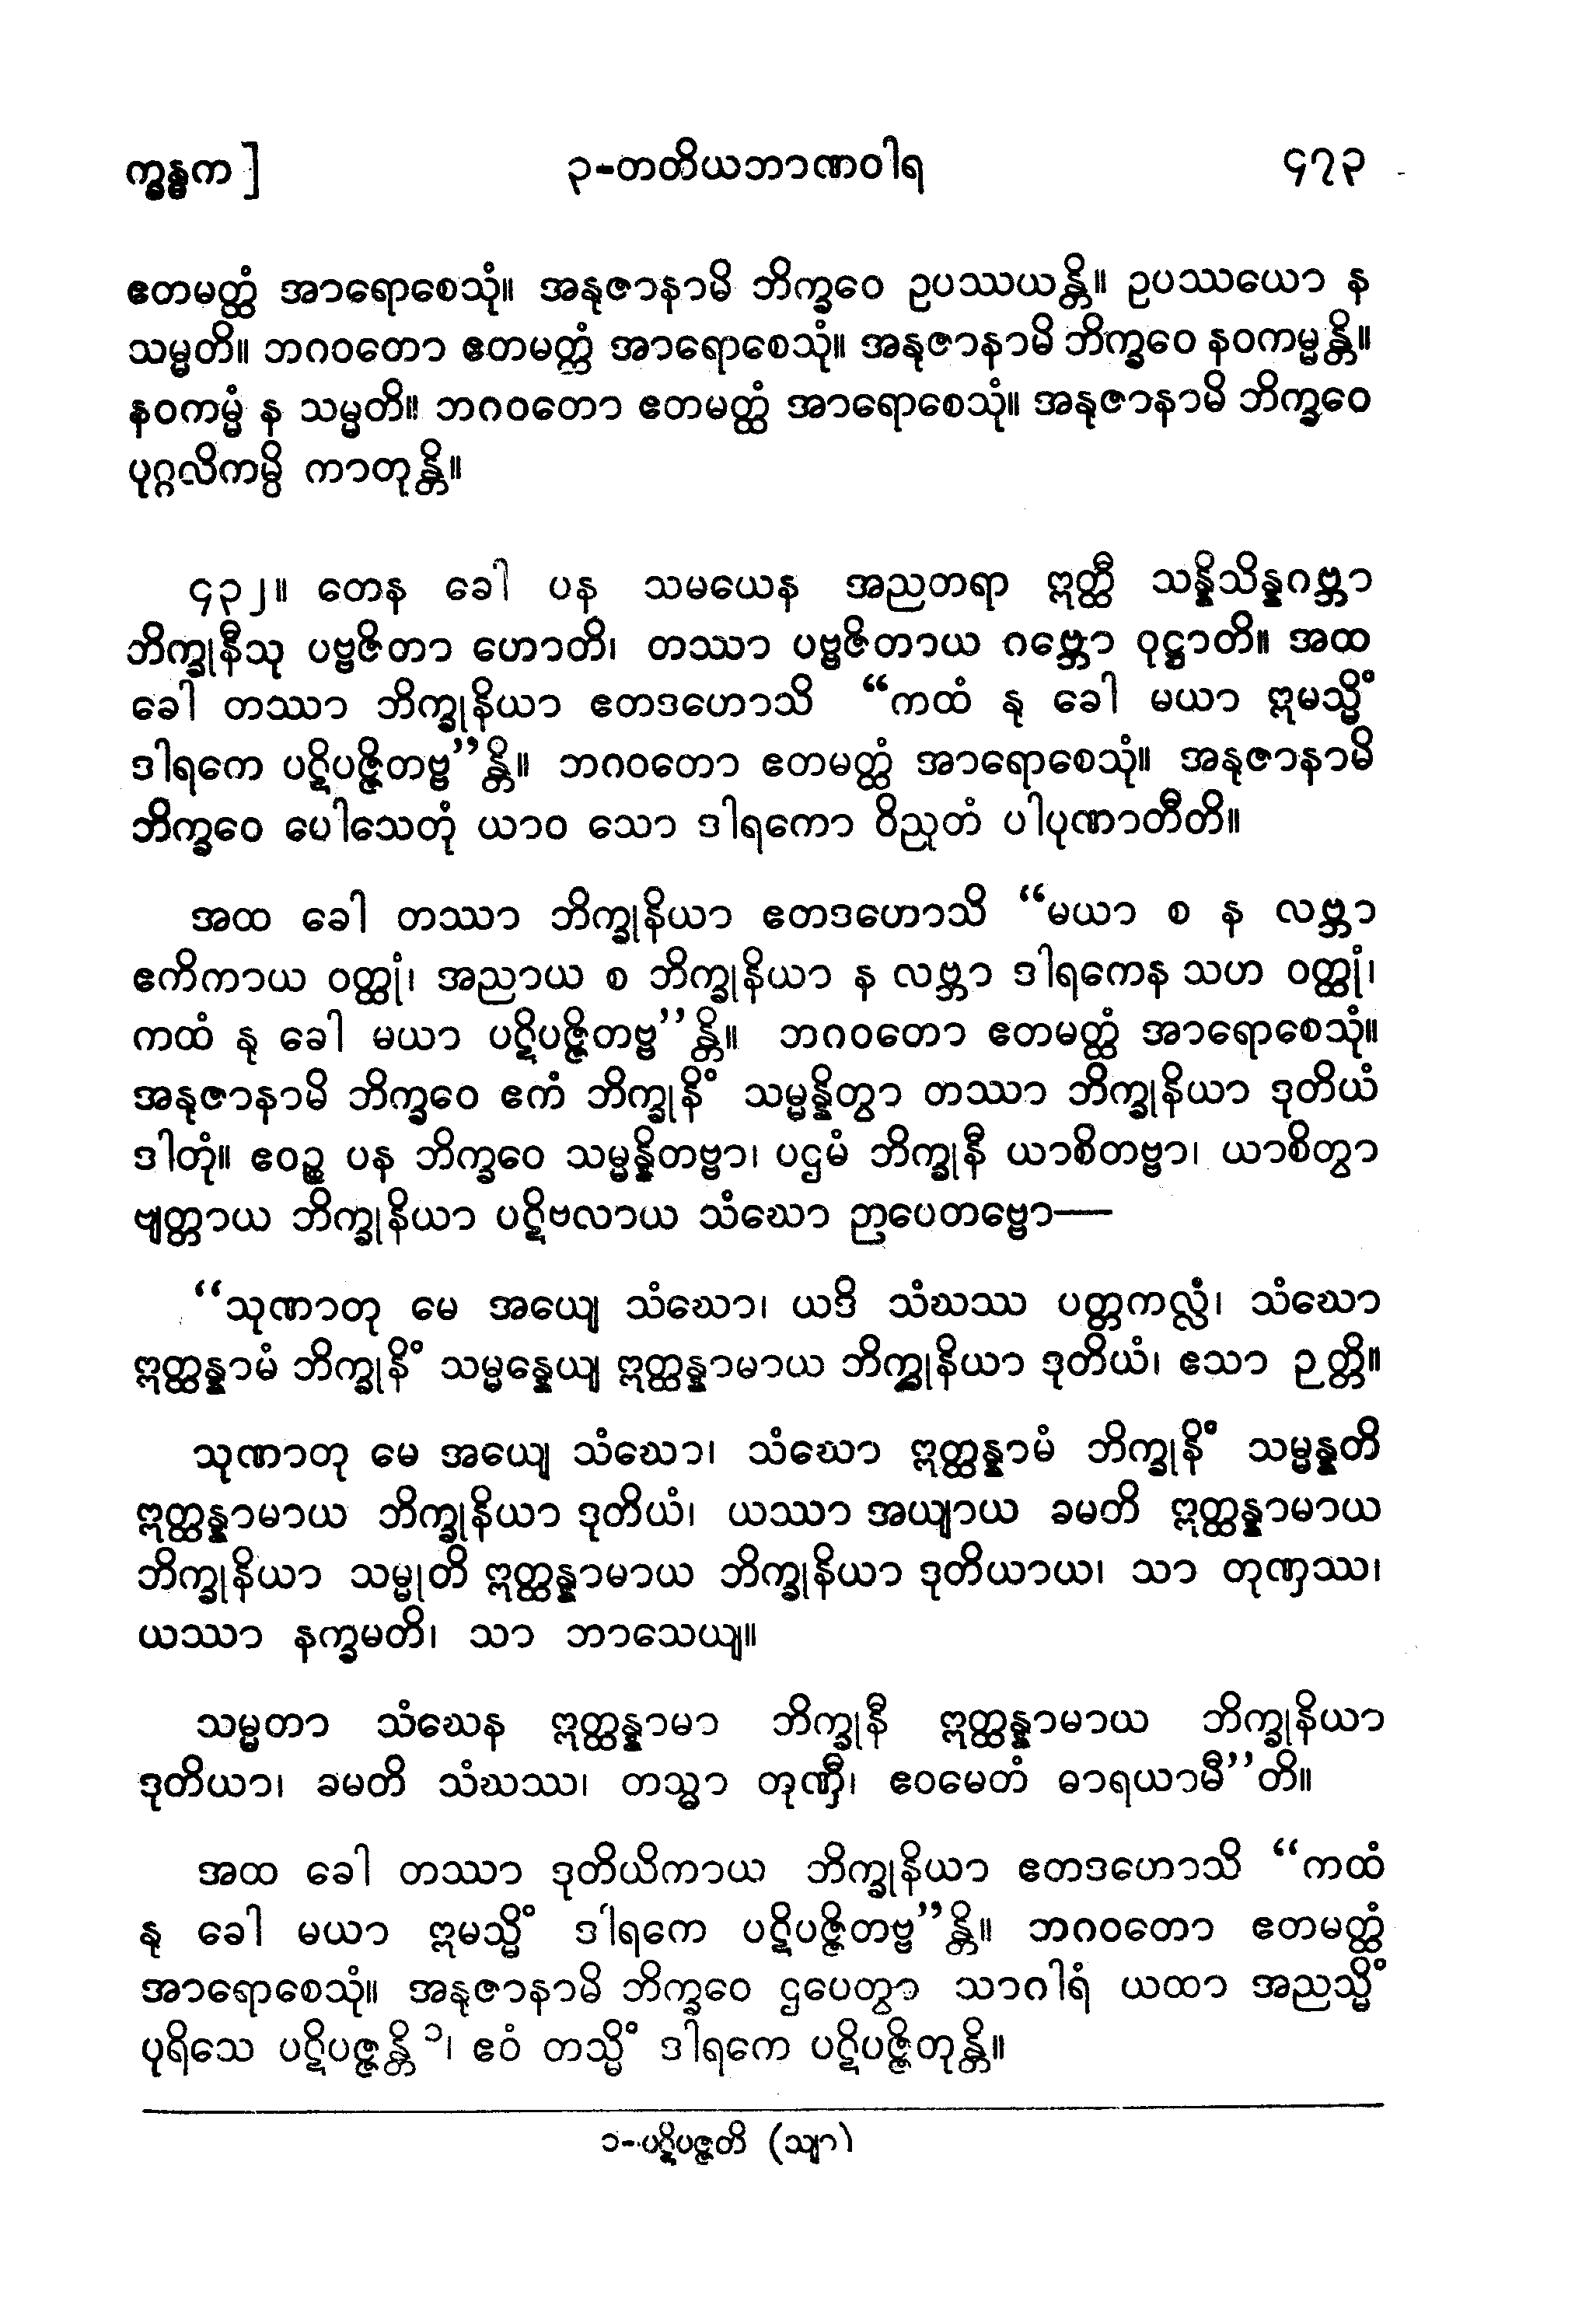 က္ခန္ဓက] ၃-တတိယဘာဏဝါရ ၄၇၃
ဧတမတ္ထံ အာရောစေသုံ။ အနုဇာနာမိ ဘိက္ခဝေ ဥပဿယန္တိ။ ဥပဿယော န
သမ္မတိ။ ဘဂဝတော ဧတမတ္ထံ အာရောစေသုံ။ အနုဇာနာမိ ဘိက္ခဝေ နဝကမ္မန္တိ။
နဝကမ္မံ န သမ္မတိ။ ဘဂဝတော ဧတမတ္ထံ အာရောစေသုံ။ အနုဇာနာမိ ဘိက္ခဝေ
ပုဂ္ဂလိကမ္ပိ ကာတုန္တိ။
၄၃၂။ တေန ခေါ ပန သမယေန အညတရာ ဣတ္ထီ သန္နိသိန္နဂဗ္ဘာ
ဘိက္ခုနီသု ပဗ္ဗဇိတာ ဟောတိ၊ တဿာ ပဗ္ဗဇိတာယ ဂဗ္ဘော ဝုဋ္ဌာတိ။ အထ
ခေါ တဿာ ဘိက္ခုနိယာ ဧတဒဟောသိ “ကထံ နု ခေါ မယာ ဣမသ္မိံ
ဒါရကေ ပဋိပဇ္ဇိတဗ္ဗ”န္တိ။ ဘဂဝတော ဧတမတ္ထံ အာရောစေသုံ။ အနုဇာနာမိ
ဘိက္ခဝေ ပေါသေတုံ ယာဝ သော ဒါရကော ဝိညုတံ ပါပုဏာတီတိ။
အထ ခေါ တဿာ ဘိက္ခုနိယာ ဧတဒဟောသိ “မယာ စ န လဗ္ဘာ
ဧကိကာယ ဝတ္ထုံ၊ အညာယ စ ဘိက္ခုနိယာ န လဗ္ဘာ ဒါရကေန သဟ ဝတ္ထုံ၊
ကထံ နု ခေါ မယာ ပဋိပဇ္ဇိတဗ္ဗ”န္တိ။ ဘဂဝတော ဧတမတ္ထံ အာရောစေသုံ။
အနုဇာနာမိ ဘိက္ခဝေ ဧကံ ဘိက္ခုနိံ သမ္မန္နိတွာ တဿာ ဘိက္ခုနိယာ ဒုတိယံ
ဒါတုံ။ ဧဝဉ္စ ပန ဘိက္ခဝေ သမ္မန္နိတဗ္ဗာ၊ ပဌမံ ဘိက္ခုနီ ယာစိတဗ္ဗာ၊ ယာစိတွာ
ဗျတ္တာယ ဘိက္ခုနိယာ ပဋိဗလာယ သံဃော ဉာပေတဗ္ဗော—
“သုဏာတု မေ အယျေ သံဃော၊ ယဒိ သံဃဿ ပတ္တကလ္လံ၊ သံဃော
ဣတ္ထန္နာမံ ဘိက္ခုနိံ သမ္မန္နေယျ ဣတ္ထန္နာမာယ ဘိက္ခုနိယာ ဒုတိယံ၊ ဧသာ ဉတ္တိ။
သုဏာတု မေ အယျေ သံဃော၊ သံဃော ဣတ္ထန္နာမံ ဘိက္ခုနိံ သမ္မန္နတိ
ဣတ္ထန္နာမာယ ဘိက္ခုနိယာ ဒုတိယံ၊ ယဿာ အယျာယ ခမတိ ဣတ္ထန္နာမာယ
ဘိက္ခုနိယာ သမ္မုတိ ဣတ္ထန္နာမာယ ဘိက္ခုနိယာ ဒုတိယာယ၊ သာ တုဏှဿ၊
ယဿာ နက္ခမတိ၊ သာ ဘာသေယျ။
သမ္မတာ သံဃေန ဣတ္ထန္နာမာ ဘိက္ခုနီ ဣတ္ထန္နာမာယ ဘိက္ခုနိယာ
ဒုတိယာ၊ ခမတိ သံဃဿ၊ တသ္မာ တုဏှီ၊ ဧဝမေတံ ဓာရယာမီ”တိ။
အထ ခေါ တဿာ ဒုတိယိကာယ ဘိက္ခုနိယာ ဧတဒဟောသိ “ကထံ
နု ခေါ မယာ ဣမသ္မိံ ဒါရကေ ပဋိပဇ္ဇိတဗ္ဗ”န္တိ။ ဘဂဝတော ဧတမတ္ထံ
အာရောစေသုံ။ အနုဇာနာမိ ဘိက္ခဝေ ဌပေတွာ သာဂါရံ ယထာ အညသ္မိံ
ပုရိသေ ပဋိပဇ္ဇန္တိ ၁၊ ဧဝံ တသ္မိံ ဒါရကေ ပဋိပဇ္ဇိတုန္တိ။
၁-ပဋိပဇ္ဇတိ (သျာ)